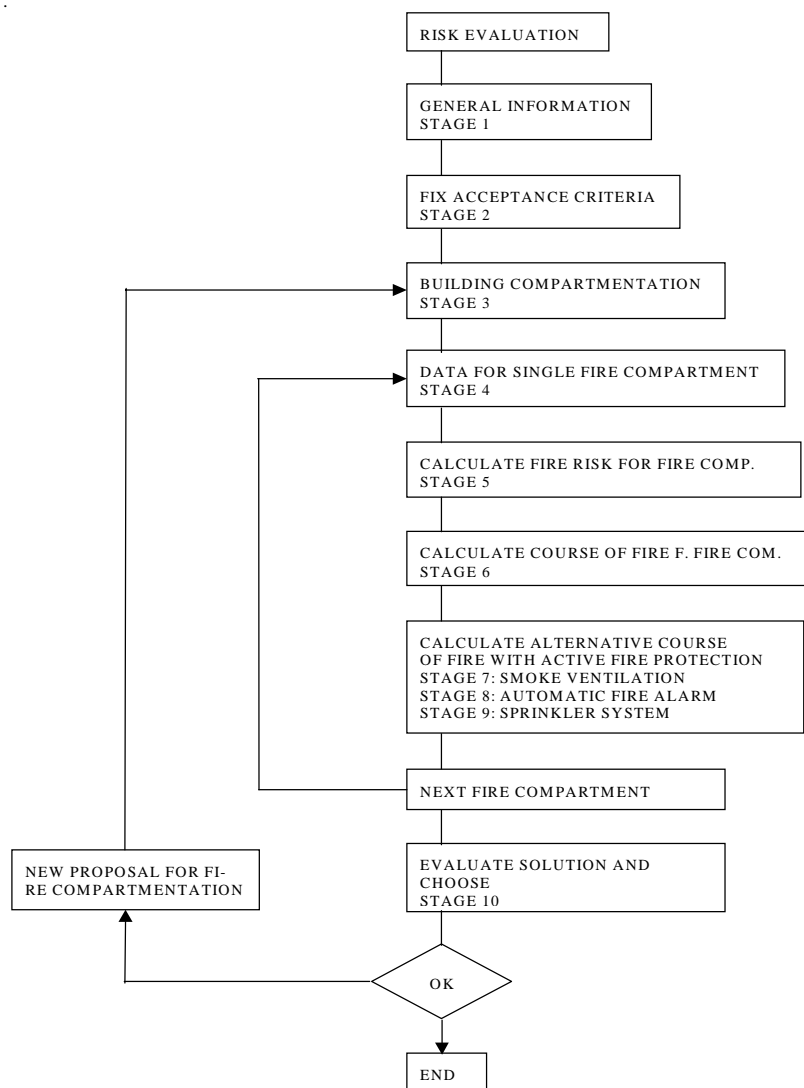 .
RISK EVALUATION
GENERAL INFORMATION
STAGE 1
FIX ACCEPTANCE CRITERIA
STAGE 2
BUILDING COMPARTMENTATION
STAGE 3
DATA FOR SINGLE FIRE COMPARTMENT
STAGE 4
CALCULATE FIRE RISK FOR FIRE COMP.
STAGE 5
CALCULATE COURSE OF FIRE F. FIRE COM.
STAGE 6
CALCULATE ALTERNATIVE COURSE
OF FIRE WITH ACTIVE FIRE PROTECTION
STAGE 7: SMOKE VENTILATION
STAGE 8: AUTOMATIC FIRE ALARM
STAGE 9: SPRINKLER SYSTEM
NEXT FIRE COMPARTMENT
NEW PROPOSAL FOR FI-
RE COMPARTMENTATION
EVALUATE SOLUTION AND
CHOOSE
STAGE 10
OK
END